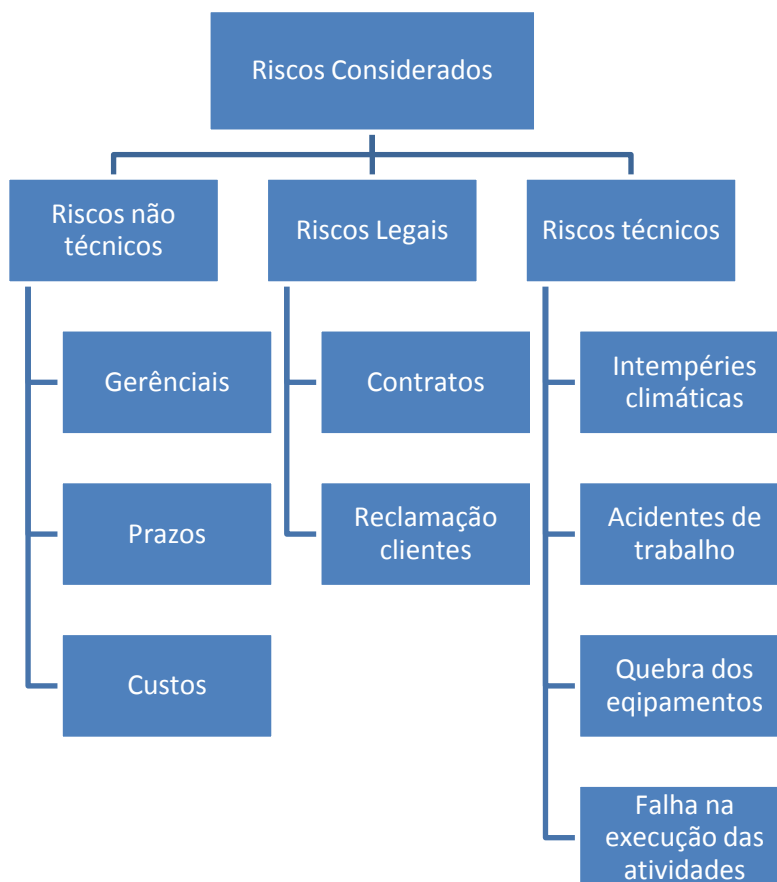 Riscos Considerados
Riscos não
técnicos
Gerênciais
Prazos
Custos
Riscos Legais
Contratos
Reclamação
clientes
Riscos técnicos
Intempéries
climáticas
Acidentes de
trabalho
Quebra dos
eqipamentos
Falha na
execução das
atividades